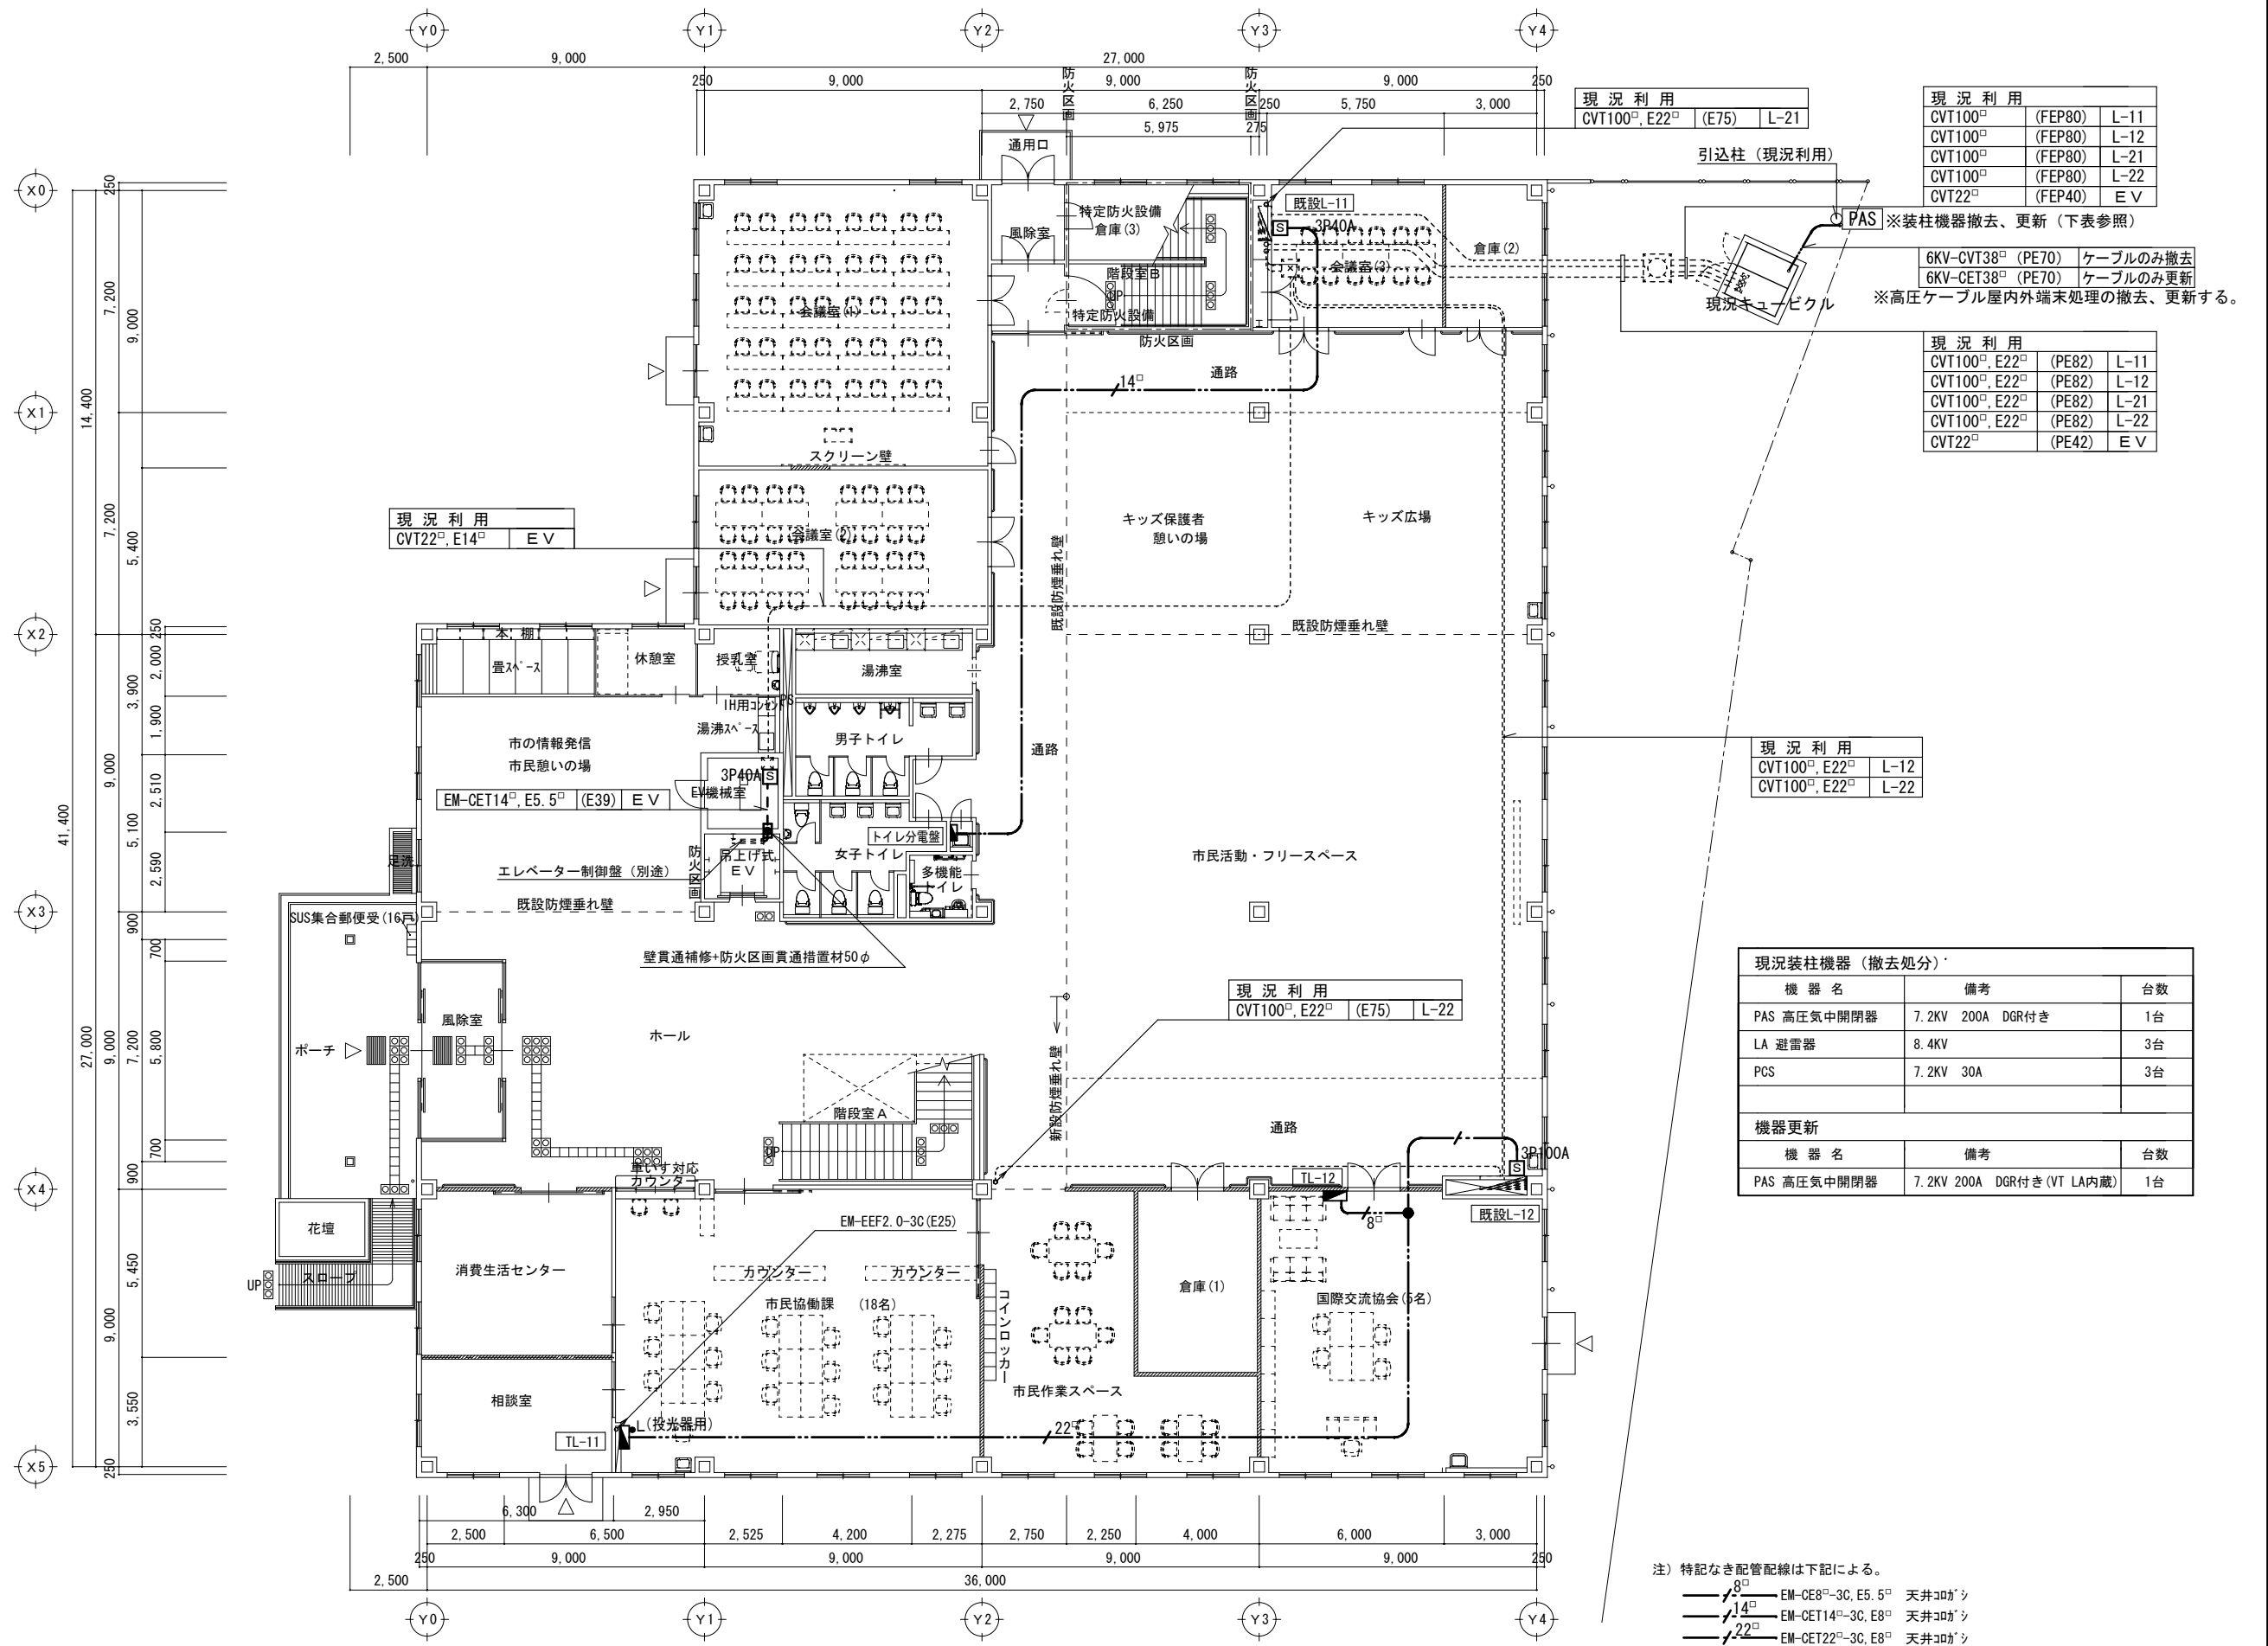 Y0
Y1
Y2
Y3
Y4
2,500
9,000
27,000
250
9,000
9,000
9,000
250
2,750
6,250
250
5,750
3,000
5,975
275
防火区画
防火区画
現 況 利 用
CVT100□, E22□ (E75) L-21
現 況 利 用
CVT100□ (FEP80) L-11
CVT100□ (FEP80) L-12
CVT100□ (FEP80) L-21
CVT100□ (FEP80) L-22
CVT22□ (FEP40) EV
引込柱（現況利用）
PAS ※装柱機器撤去、更新（下表参照）
6KV-CVT38□ (PE70) ケーブルのみ撤去
6KV-CET38□ (PE70) ケーブルのみ更新
※高圧ケーブル屋内外端末処理の撤去、更新する。
現況キュービクル
現 況 利 用
CVT100□, E22□ (PE82) L-11
CVT100□, E22□ (PE82) L-12
CVT100□, E22□ (PE82) L-21
CVT100□, E22□ (PE82) L-22
CVT22□ (PE42) EV
X0
X1
X2
X3
X4
X5
250
7,200
9,000
14,400
7,200
5,400
250
2,000
3,900
1,900
9,000
2,510
5,100
2,590
41,400
900
700
27,000
9,000
7,200
5,800
700
900
5,450
9,000
3,550
250
通用口
特定防火設備
倉庫(3)
風除室
階段室B
UP
特定防火設備
防火区画
既設L-11
S
3P40A
会議室(3)
倉庫(2)
会議室(1)
14□
通路
スクリーン壁
現 況 利 用
CVT22□, E14□ EV
会議室(2)
キッズ保護者
憩いの場
キッズ広場
既設防煙垂れ壁
既設防煙垂れ壁
本 棚
畳スペース
休憩室
授乳室
湯沸室
IH用コンセント
PS
湯沸スペース
男子トイレ
市の情報発信
市民憩いの場
通路
3P40A
S
EV機械室
EM-CET14□, E5.5□ (E39) EV
トイレ分電盤
女子トイレ
多機能
トイレ
吊上げ式
EV
防火区画
エレベーター制御盤（別途）
既設防煙垂れ壁
足洗
市民活動・フリースペース
現 況 利 用
CVT100□, E22□ L-12
CVT100□, E22□ L-22
SUS集合郵便受(16戸)
壁貫通補修+防火区画貫通措置材50φ
風除室
ポーチ
ホール
現 況 利 用
CVT100□, E22□ (E75) L-22
新設防煙垂れ壁
階段室A
UP
通路
車いす対応
カウンター
3P100A
S
TL-12
8□
既設L-12
花壇
スロープ
UP
消費生活センター
EM-EEF2.0-3C(E25)
カウンター
カウンター
市民協働課 (18名)
コインロッカー
倉庫(1)
国際交流協会(5名)
市民作業スペース
相談室
L(投光器用)
TL-11
22□
現況装柱機器（撤去処分）
機 器 名 備考 台数
PAS 高圧気中開閉器 7.2KV 200A DGR付き 1台
LA 避雷器 8.4KV 3台
PCS 7.2KV 30A 3台
機器更新
機 器 名 備考 台数
PAS 高圧気中開閉器 7.2KV 200A DGR付き(VT LA内蔵) 1台
6,300
2,950
2,500
6,500
2,525
4,200
2,275
2,750
2,250
4,000
6,000
3,000
250
9,000
9,000
9,000
9,000
250
2,500
36,000
Y0
Y1
Y2
Y3
Y4
注）特記なき配管配線は下記による。
8□ EM-CE8□-3C, E5.5□ 天井コロガシ
14□ EM-CET14□-3C, E8□ 天井コロガシ
22□ EM-CET22□-3C, E8□ 天井コロガシ